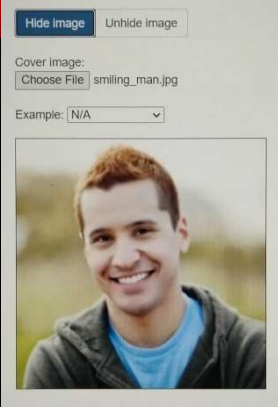 Hide image Unhide image
Cover image:
Choose File smiling_man.jpg
Example: N/A